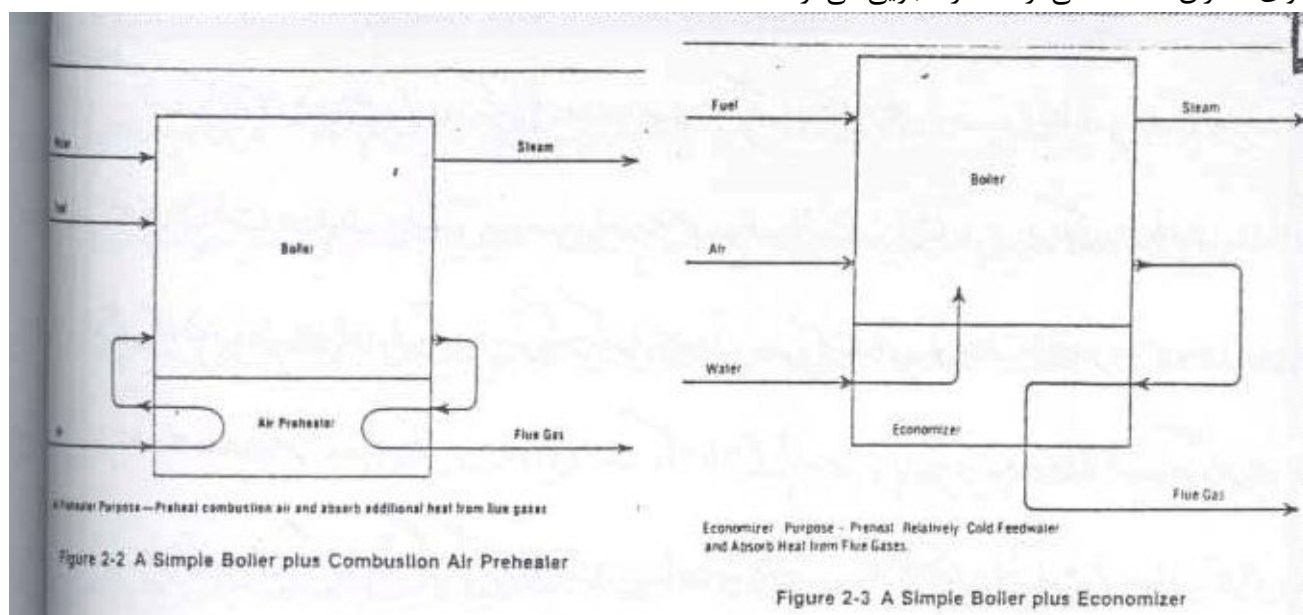 Steam
Boiler
Air Preheater
Flue Gas
Purpose—Preheat combustion air and absorb additional heat from flue gases
Figure 2-2 A Simple Boiler plus Combustion Air Preheater
Fuel
Steam
Boiler
Air
Water
Economizer
Flue Gas
Economizer Purpose - Preheat Relatively Cold Feedwater
and Absorb Heat from Flue Gases.
Figure 2-3 A Simple Boiler plus Economizer